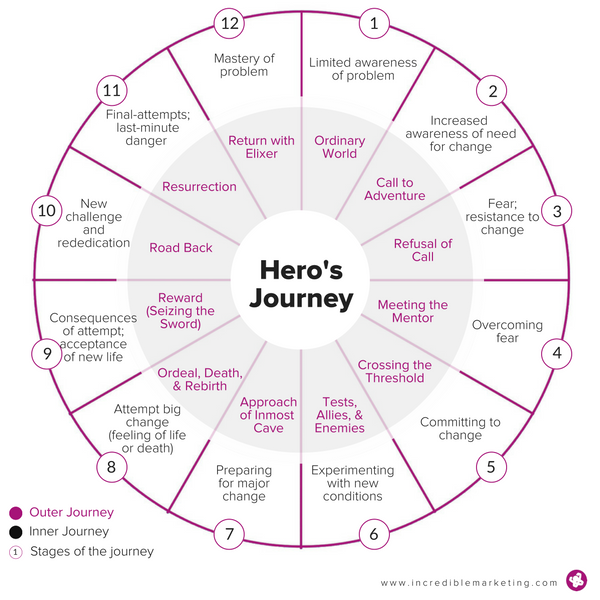 12
1
Mastery of
problem
Limited awareness
of problem
11
2
Final-attempts;
last-minute
danger
Increased
awareness of need
for change
Return with
Elixer
Ordinary
World
Resurrection
Call to
Adventure
10
3
New
challenge
and
rededication
Fear;
resistance to
change
Road Back
Refusal of
Call
Hero's
Journey
Reward
(Seizing the
Sword)
Meeting the
Mentor
9
4
Consequences
of attempt;
acceptance
of new life
Overcoming
fear
Ordeal, Death,
& Rebirth
Crossing the
Threshold
Approach
of Inmost
Cave
Tests,
Allies, &
Enemies
8
5
Attempt big
change
(feeling of life
or death)
Committing to
change
Preparing
for major
change
Experimenting
with new
conditions
7
6
Outer Journey
Inner Journey
1 Stages of the journey
www.incrediblemarketing.com